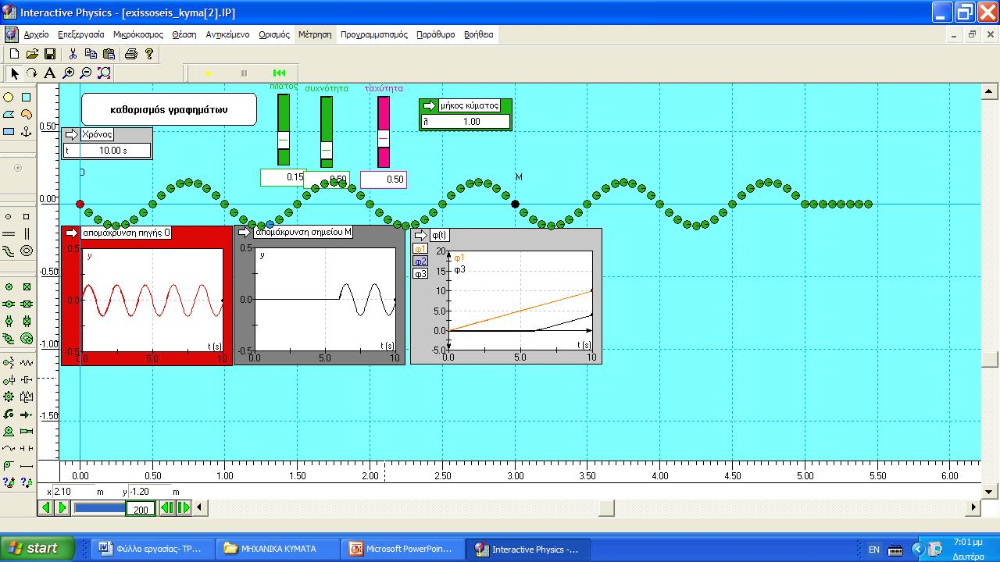 Interactive Physics - [exissoseis_kyma[2].IP]
Αρχείο Επεξεργασία Μικρόκοσμος Θέαση Αντικείμενο Ορισμός Μέτρηση Προγραμματισμός Παράθυρο Βοήθεια
πλάτος συχνότητα ταχύτητα
καθαρισμός γραφημάτων
μήκος κύματος
λ 1.00
Χρόνος
t 10.00 s
0.15 0.50 0.50
M
0.50
0.00
-0.50
-1.00
-1.50
απομάκρυνση πηγής Ο
0.5
y
0.0
-0.5
t (s)
0.0 5.0 10
απομάκρυνση σημείου Μ
0.5
y
0.0
-0.5
t (s)
0.0 5.0 10
φ(t)
φ1
φ2
φ3
φ1
φ3
20
15
10
5.0
0.0
-5.0
t (s)
0.0 5.0 10
0.00 0.50 1.00 1.50 2.00 2.50 3.00 3.50 4.00 4.50 5.00 5.50 6.00
x 2.10 m y -1.20 m
200
start
Φύλλο εργασίας- ΤΡ...
ΜΗΧΑΝΙΚΑ ΚΥΜΑΤΑ
Microsoft PowerPoin...
Interactive Physics -...
EN
7:01 μμ
Δευτέρα